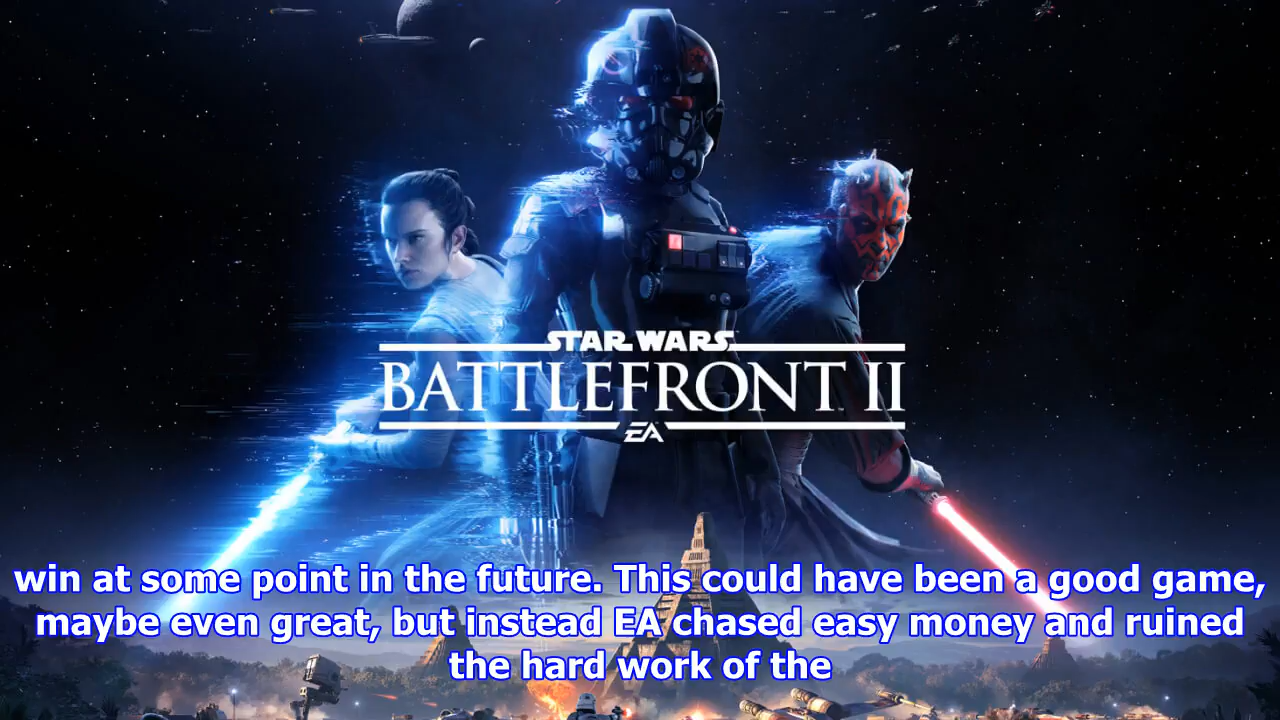 STAR WARS
BATTLEFRONT II
EA
win at some point in the future. This could have been a good game,
maybe even great, but instead EA chased easy money and ruined
the hard work of the